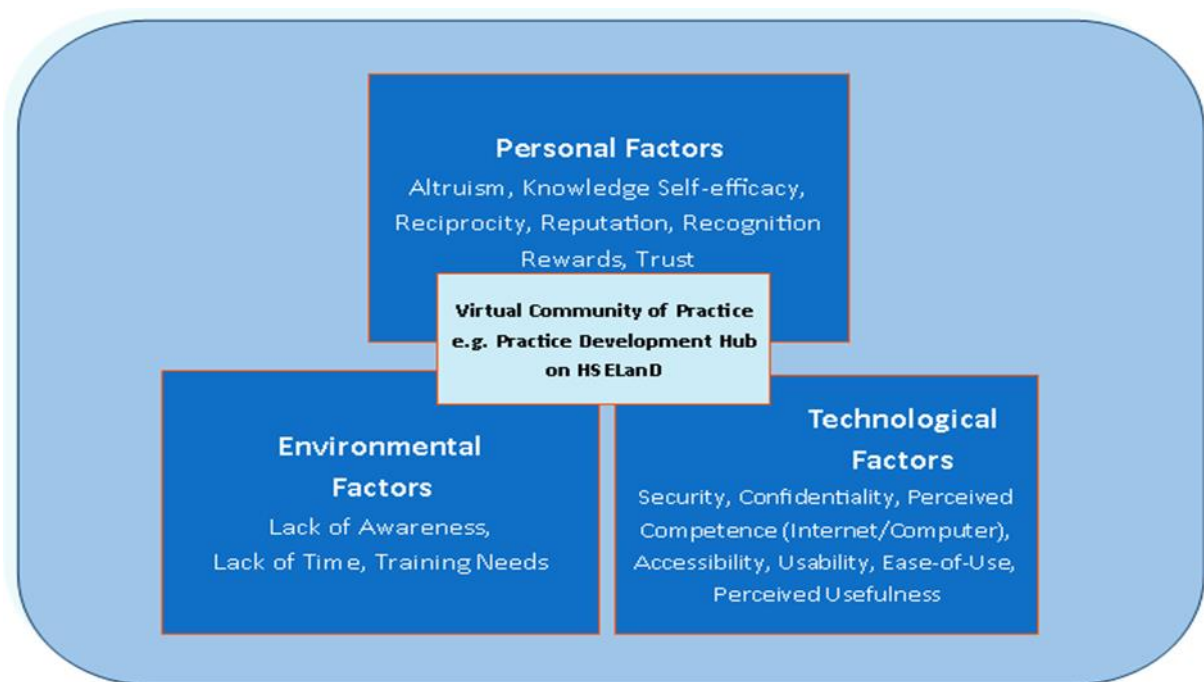 Personal Factors
Altruism, Knowledge Self-efficacy,
Reciprocity, Reputation, Recognition
Rewards, Trust
Virtual Community of Practice
e.g. Practice Development Hub
on HSELanD
Environmental
Factors
Lack of Awareness,
Lack of Time, Training Needs
Technological
Factors
Security, Confidentiality, Perceived
Competence (Internet/Computer),
Accessibility, Usability, Ease-of-Use,
Perceived Usefulness